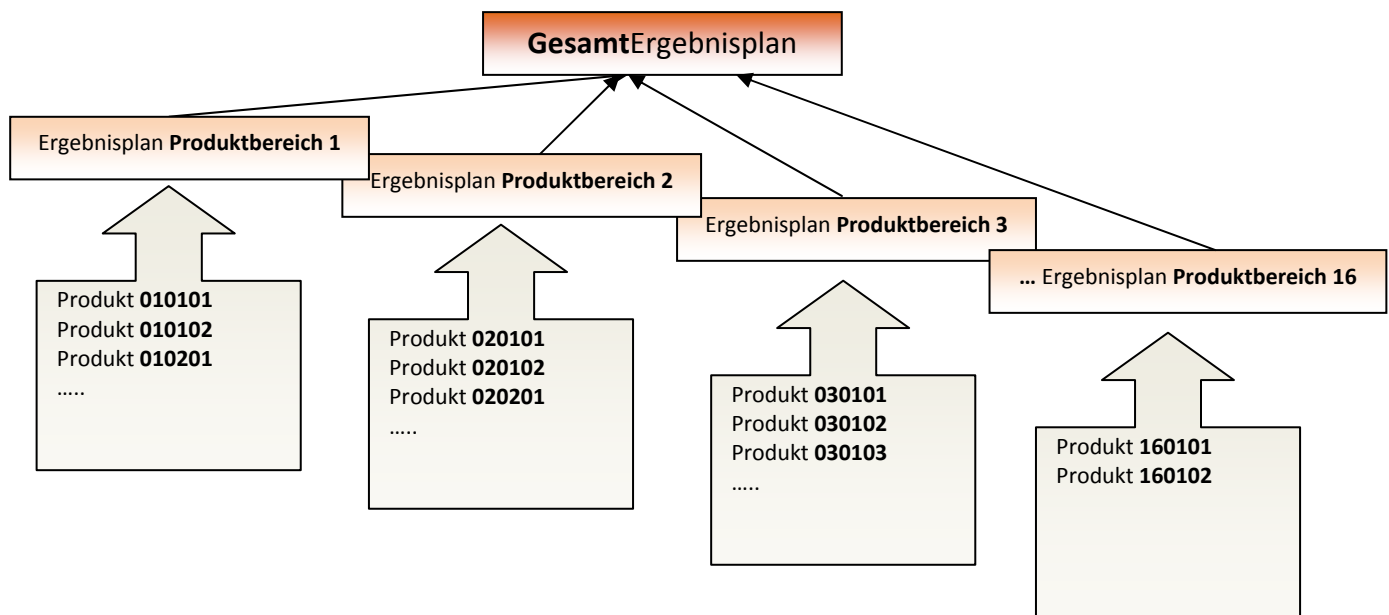 GesamtErgebnisplan
Ergebnisplan Produktbereich 1
Ergebnisplan Produktbereich 2
Ergebnisplan Produktbereich 3
... Ergebnisplan Produktbereich 16
Produkt 010101
Produkt 010102
Produkt 010201
…..
Produkt 020101
Produkt 020102
Produkt 020201
…..
Produkt 030101
Produkt 030102
Produkt 030103
…..
Produkt 160101
Produkt 160102